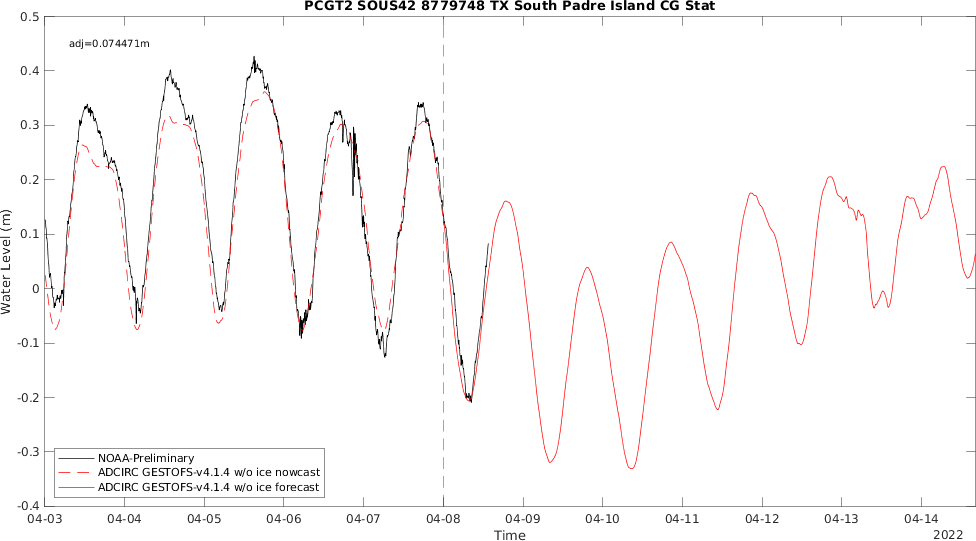 PCGT2 SOUS42 8779748 TX South Padre Island CG Stat
adj=0.074471m
0.5
0.4
0.3
0.2
0.1
0
-0.1
-0.2
-0.3
-0.4
Water Level (m)
NOAA-Preliminary
ADCIRC GESTOFS-v4.1.4 w/o ice nowcast
ADCIRC GESTOFS-v4.1.4 w/o ice forecast
04-03 04-04 04-05 04-06 04-07 04-08 04-09 04-10 04-11 04-12 04-13 04-14
Time
2022